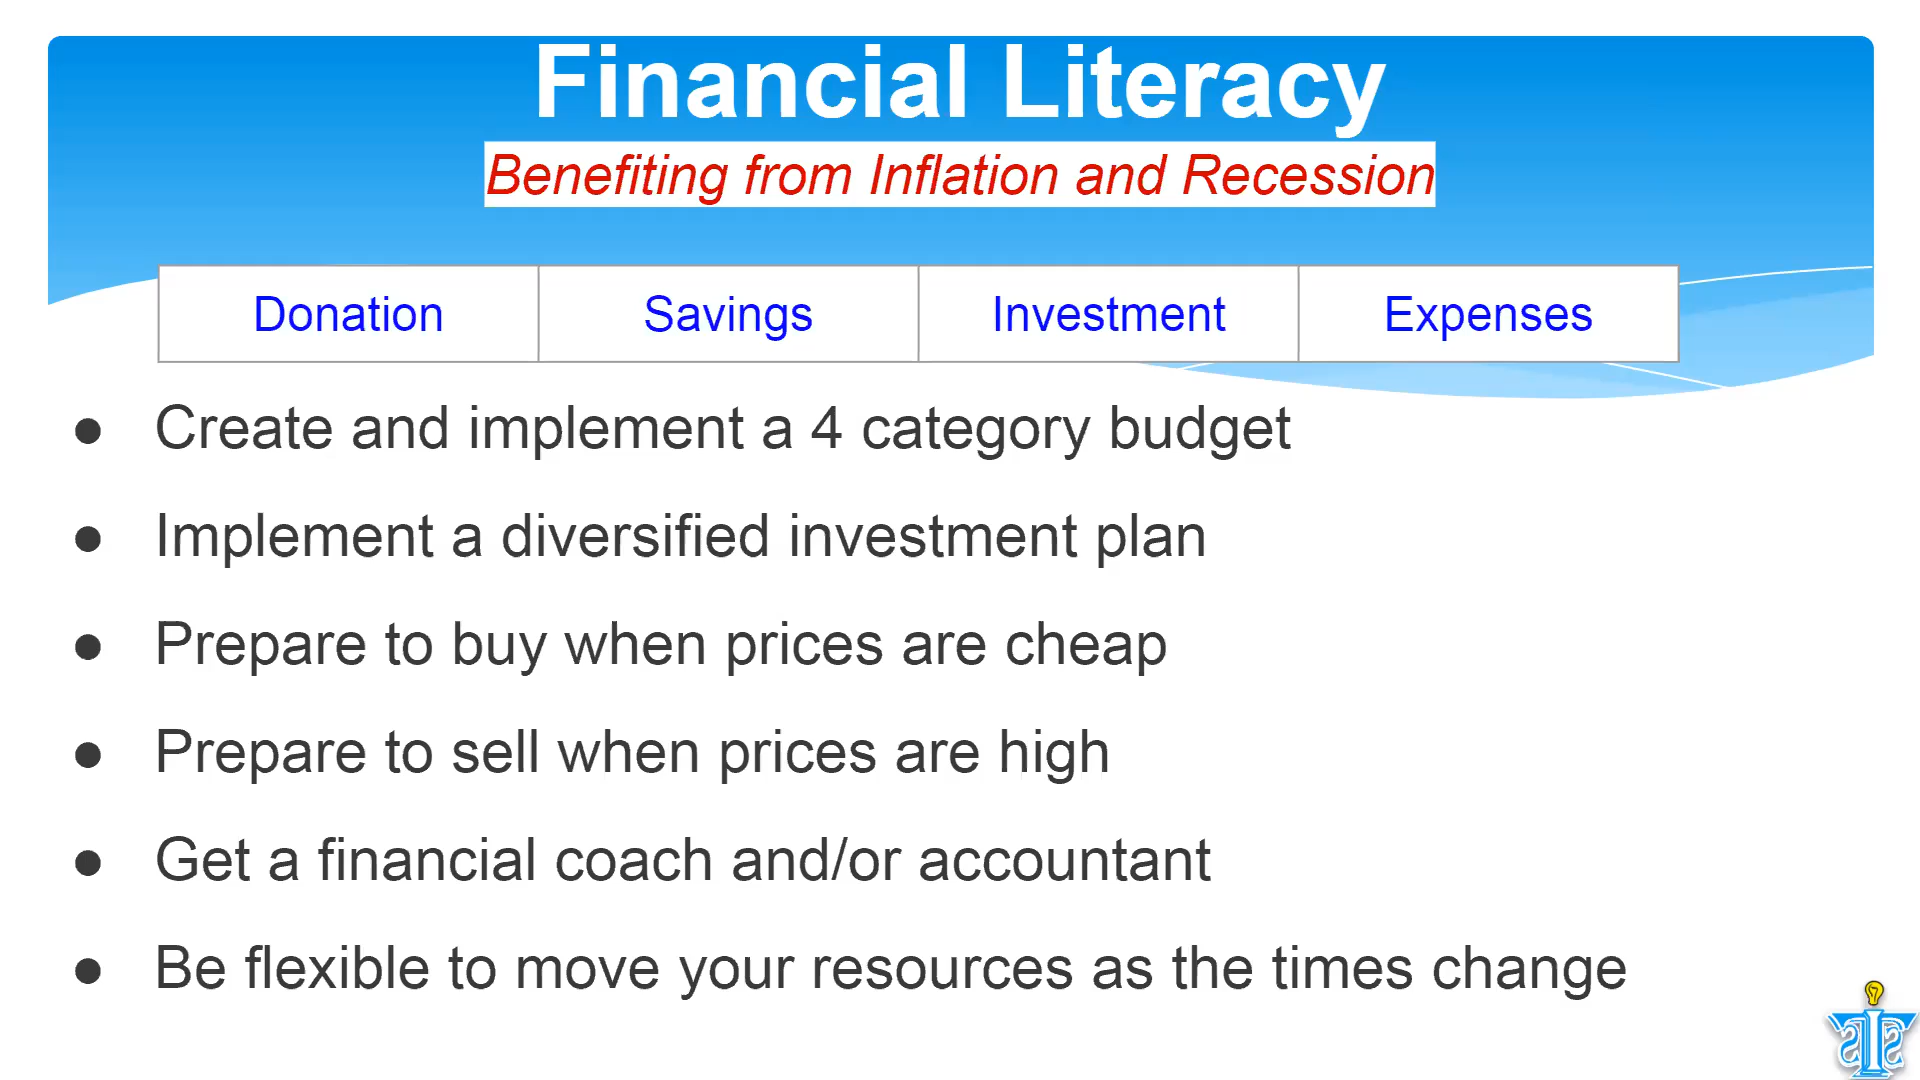 Financial Literacy
Benefiting from Inflation and Recession
Donation Savings Investment Expenses
● Create and implement a 4 category budget
● Implement a diversified investment plan
● Prepare to buy when prices are cheap
● Prepare to sell when prices are high
● Get a financial coach and/or accountant
● Be flexible to move your resources as the times change